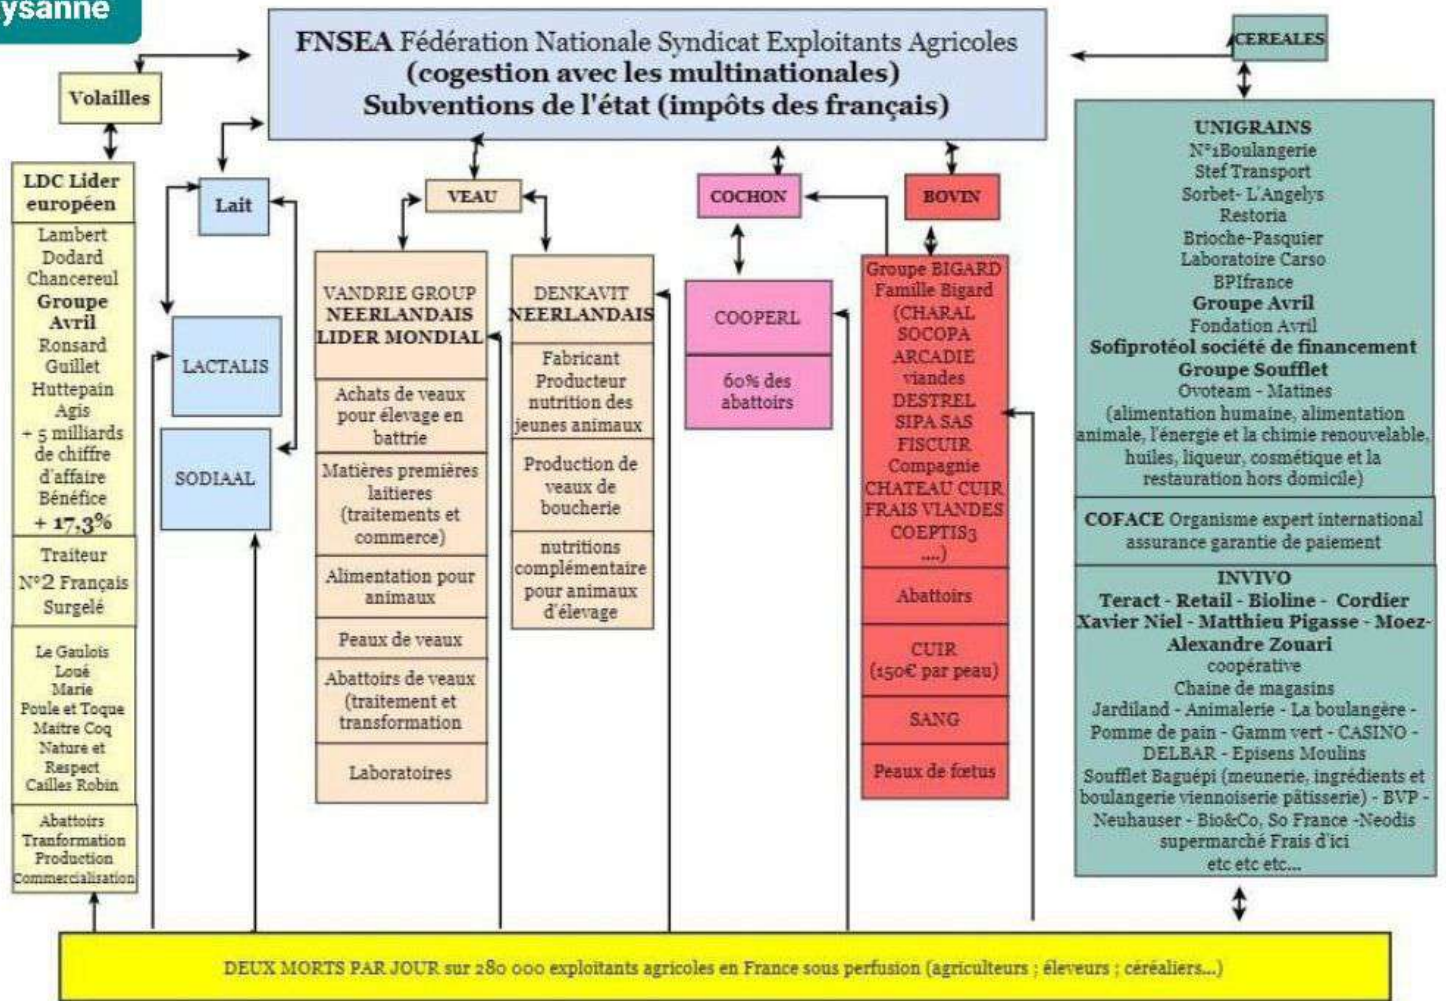 ysanne
FNSEA Fédération Nationale Syndicat Exploitants Agricoles
(cogestion avec les multinationales)
Subventions de l'état (impôts des français)
CEREALES
Volailles
LDC Lider
européen
Lambert
Dodard
Chancereul
Groupe
Avril
Ronsard
Guillet
Huttepain
Agis
+ 5 milliards
de chiffre
d'affaire
Bénéfice
+ 17,3%
Traiteur
N°2 Français
Surgelé
Le Gaulois
Loué
Marie
Poule et Toque
Maitre Coq
Nature et
Respect
Cailles Robin
Abattoirs
Tranformation
Production
Commercialisation
Lait
LACTALIS
SODIAAL
VEAU
VANDRIE GROUP
NEERLANDAIS
LIDER MONDIAL
Achats de veaux
pour élevage en
battrie
Matières premières
laitieres
(traitements et
commerce)
Alimentation pour
animaux
Peaux de veaux
Abattoirs de veaux
(traitement et
transformation
Laboratoires
DENKAVIT
NEERLANDAIS
Fabricant
Producteur
nutrition des
jeunes animaux
Production de
veaux de
boucherie
nutritions
complémentaire
pour animaux
d'élevage
COCHON
COOPERL
60% des
abattoirs
BOVIN
Groupe BIGARD
Famille Bigard
(CHARAL
SOCOPA
ARCADIE
viandes
DESTREL
SIPA SAS
FISCUIR
Compagnie
CHATEAU CUIR
FRAIS VIANDES
COEPTIS3
....)
Abattoirs
CUIR
(150€ par peau)
SANG
Peaux de fœtus
UNIGRAINS
N°1Boulangerie
Stef Transport
Sorbet- L'Angelys
Restoria
Brioche-Pasquier
Laboratoire Carso
BPIfrance
Groupe Avril
Fondation Avril
Sofiprotéol société de financement
Groupe Soufflet
Ovoteam - Matines
(alimentation humaine, alimentation
animale, l'énergie et la chimie renouvelable,
huiles, liqueur, cosmétique et la
restauration hors domicile)
COFACE Organisme expert international
assurance garantie de paiement
INVIVO
Teract - Retail - Bioline - Cordier
Xavier Niel - Matthieu Pigasse - Moez-
Alexandre Zouari
coopérative
Chaine de magasins
Jardiland - Animalerie - La boulangère -
Pomme de pain - Gamm vert - CASINO -
DELBAR - Episens Moulins
Soufflet Baguépi (meunerie, ingrédients et
boulangerie viennoiserie pâtisserie) - BVP -
Neuhauser - Bio&Co, So France -Neodis
supermarché Frais d'ici
etc etc etc...
DEUX MORTS PAR JOUR sur 280 000 exploitants agricoles en France sous perfusion (agriculteurs ; éleveurs ; céréaliers...)